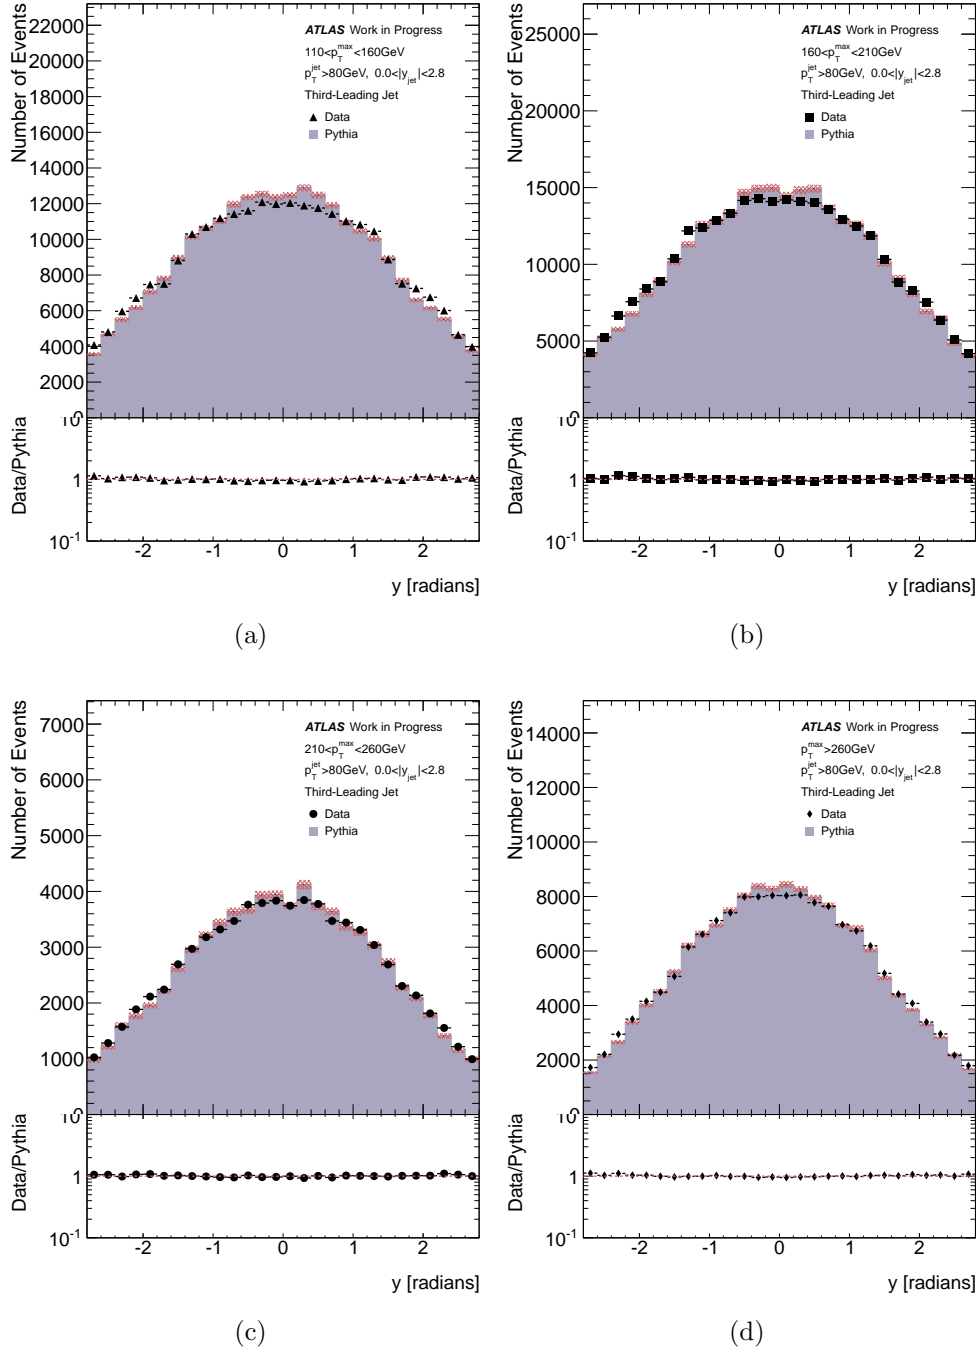 Number of Events
22000
20000
18000
16000
14000
12000
10000
8000
6000
4000
2000
0
ATLAS Work in Progress
110<p_T^max<160GeV
p_T^jet>80GeV, 0.0<|y_jet|<2.8
Third-Leading Jet
Data
Pythia
Data/Pythia
10
1
10^-1
-2 -1 0 1 2
y [radians]
(a)
Number of Events
25000
20000
15000
10000
5000
0
ATLAS Work in Progress
160<p_T^max<210GeV
p_T^jet>80GeV, 0.0<|y_jet|<2.8
Third-Leading Jet
Data
Pythia
Data/Pythia
10
1
10^-1
-2 -1 0 1 2
y [radians]
(b)
Number of Events
7000
6000
5000
4000
3000
2000
1000
0
ATLAS Work in Progress
210<p_T^max<260GeV
p_T^jet>80GeV, 0.0<|y_jet|<2.8
Third-Leading Jet
Data
Pythia
Data/Pythia
10
1
10^-1
-2 -1 0 1 2
y [radians]
(c)
Number of Events
14000
12000
10000
8000
6000
4000
2000
0
ATLAS Work in Progress
p_T^max>260GeV
p_T^jet>80GeV, 0.0<|y_jet|<2.8
Third-Leading Jet
Data
Pythia
Data/Pythia
10
1
10^-1
-2 -1 0 1 2
y [radians]
(d)